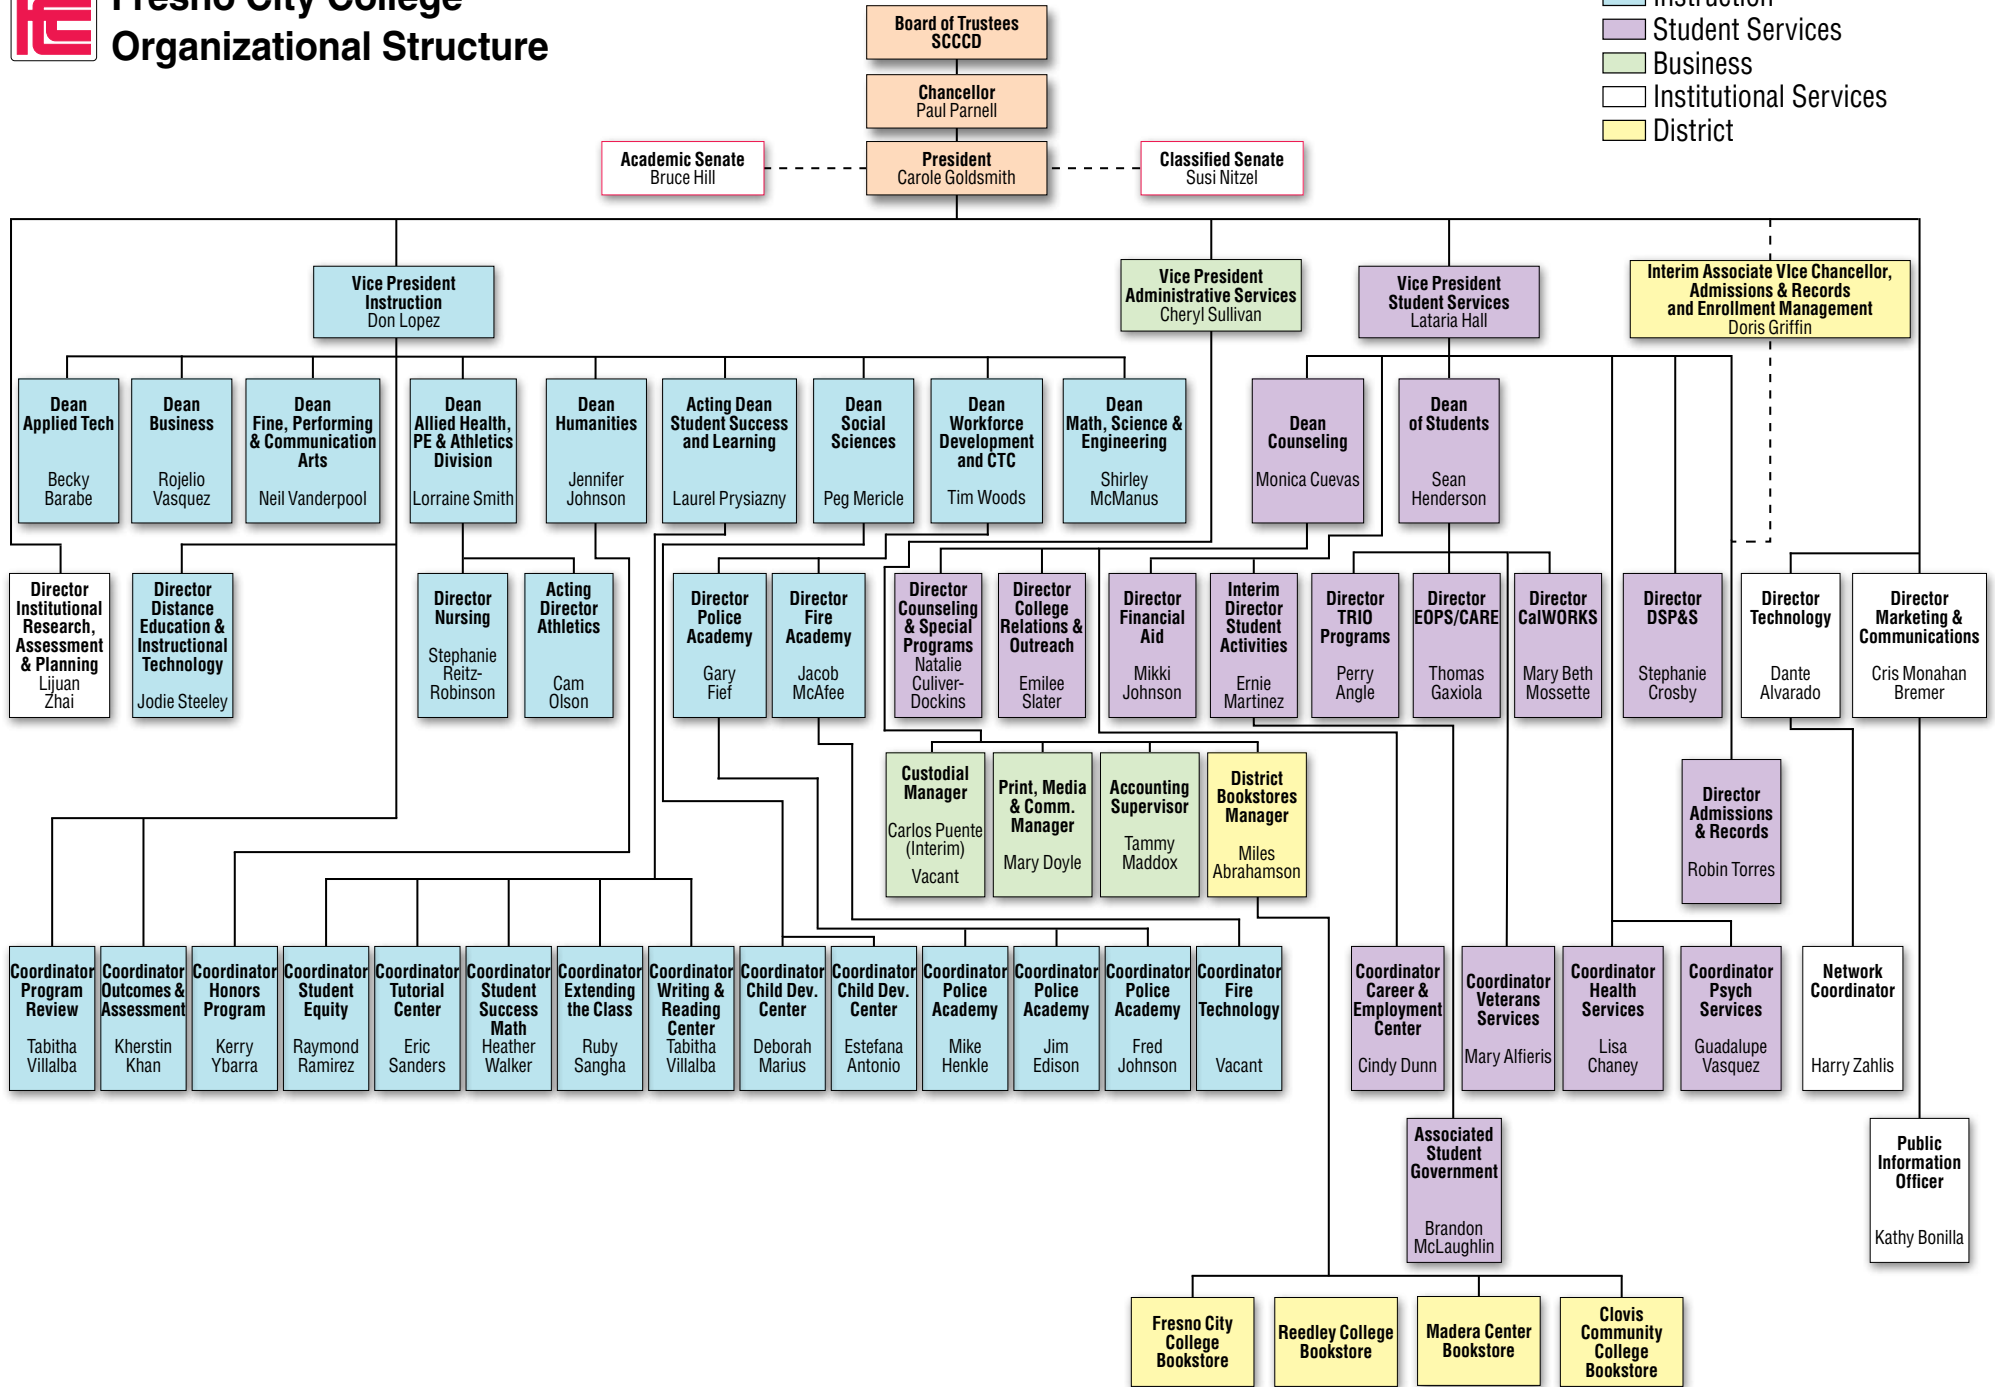 Fresno City College
Organizational Structure
Instruction
Student Services
Business
Institutional Services
District
Board of Trustees
SCCCD
Chancellor
Paul Parnell
Academic Senate
Bruce Hill
President
Carole Goldsmith
Classified Senate
Susi Nitzel
Vice President
Instruction
Don Lopez
Vice President
Administrative Services
Cheryl Sullivan
Vice President
Student Services
Lataria Hall
Interim Associate VIce Chancellor,
Admissions & Records
and Enrollment Management
Doris Griffin
Dean
Applied Tech
Becky
Barabe
Dean
Business
Rojelio
Vasquez
Dean
Fine, Performing
& Communication
Arts
Neil Vanderpool
Dean
Allied Health,
PE & Athletics
Division
Lorraine Smith
Dean
Humanities
Jennifer
Johnson
Acting Dean
Student Success
and Learning
Laurel Prysiazny
Dean
Social
Sciences
Peg Mericle
Dean
Workforce
Development
and CTC
Tim Woods
Dean
Math, Science &
Engineering
Shirley
McManus
Dean
Counseling
Monica Cuevas
Dean
of Students
Sean
Henderson
Director
Institutional
Research,
Assessment
& Planning
Lijuan
Zhai
Director
Distance
Education &
Instructional
Technology
Jodie Steeley
Director
Nursing
Stephanie
Reitz-
Robinson
Acting
Director
Athletics
Cam
Olson
Director
Police
Academy
Gary
Fief
Director
Fire
Academy
Jacob
McAfee
Director
Counseling
& Special
Programs
Natalie
Culiver-
Dockins
Director
College
Relations &
Outreach
Emilee
Slater
Director
Financial
Aid
Mikki
Johnson
Interim
Director
Student
Activities
Ernie
Martinez
Director
TRIO
Programs
Perry
Angle
Director
EOPS/CARE
Thomas
Gaxiola
Director
CalWORKS
Mary Beth
Mossette
Director
DSP&S
Stephanie
Crosby
Director
Technology
Dante
Alvarado
Director
Marketing &
Communications
Cris Monahan
Bremer
Custodial
Manager
Carlos Puente
(Interim)
Vacant
Print, Media
& Comm.
Manager
Mary Doyle
Accounting
Supervisor
Tammy
Maddox
District
Bookstores
Manager
Miles
Abrahamson
Director
Admissions
& Records
Robin Torres
Coordinator
Program
Review
Tabitha
Villalba
Coordinator
Outcomes &
Assessment
Kherstin
Khan
Coordinator
Honors
Program
Kerry
Ybarra
Coordinator
Student
Equity
Raymond
Ramirez
Coordinator
Tutorial
Center
Eric
Sanders
Coordinator
Student
Success
Math
Heather
Walker
Coordinator
Extending
the Class
Ruby
Sangha
Coordinator
Writing &
Reading
Center
Tabitha
Villalba
Coordinator
Child Dev.
Center
Deborah
Marius
Coordinator
Child Dev.
Center
Estefana
Antonio
Coordinator
Police
Academy
Mike
Henkle
Coordinator
Police
Academy
Jim
Edison
Coordinator
Police
Academy
Fred
Johnson
Coordinator
Fire
Technology
Vacant
Coordinator
Career &
Employment
Center
Cindy Dunn
Coordinator
Veterans
Services
Mary Alfieris
Coordinator
Health
Services
Lisa
Chaney
Coordinator
Psych
Services
Guadalupe
Vasquez
Network
Coordinator
Harry Zahlis
Associated
Student
Government
Brandon
McLaughlin
Public
Information
Officer
Kathy Bonilla
Fresno City
College
Bookstore
Reedley College
Bookstore
Madera Center
Bookstore
Clovis
Community
College
Bookstore